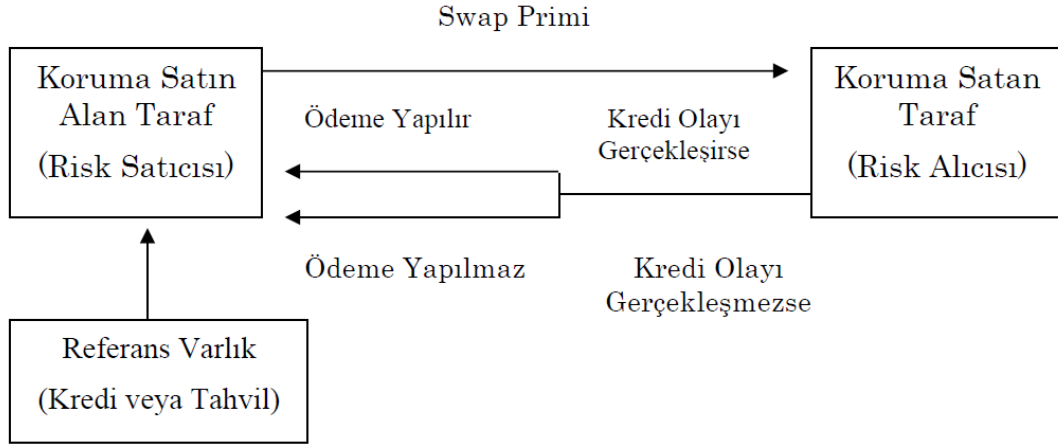 Swap Primi
Koruma Satın
Alan Taraf
(Risk Satıcısı)
Ödeme Yapılır
Kredi Olayı
Gerçekleşirse
Koruma Satan
Taraf
(Risk Alıcısı)
Ödeme Yapılmaz
Kredi Olayı
Gerçekleşmezse
Referans Varlık
(Kredi veya Tahvil)